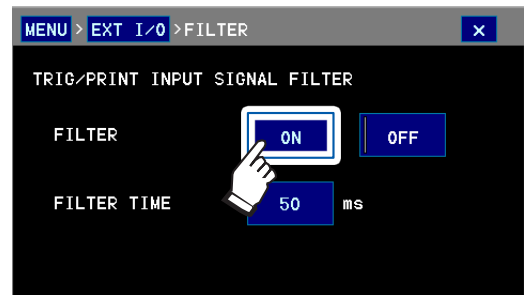 MENU > EXT I/O >FILTER ×
TRIG/PRINT INPUT SIGNAL FILTER
FILTER ON OFF
FILTER TIME 50 ms